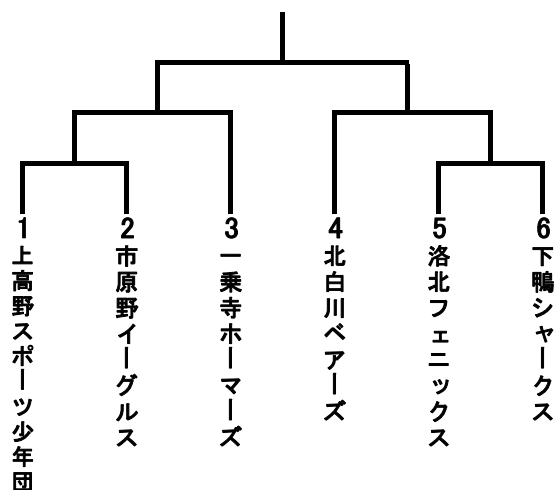 1 上高野スポーツ少年団
2 市原野イーグルス
3 一乗寺ホーマーズ
4 北白川ベアーズ
5 洛北フェニックス
6 下鴨シャークス